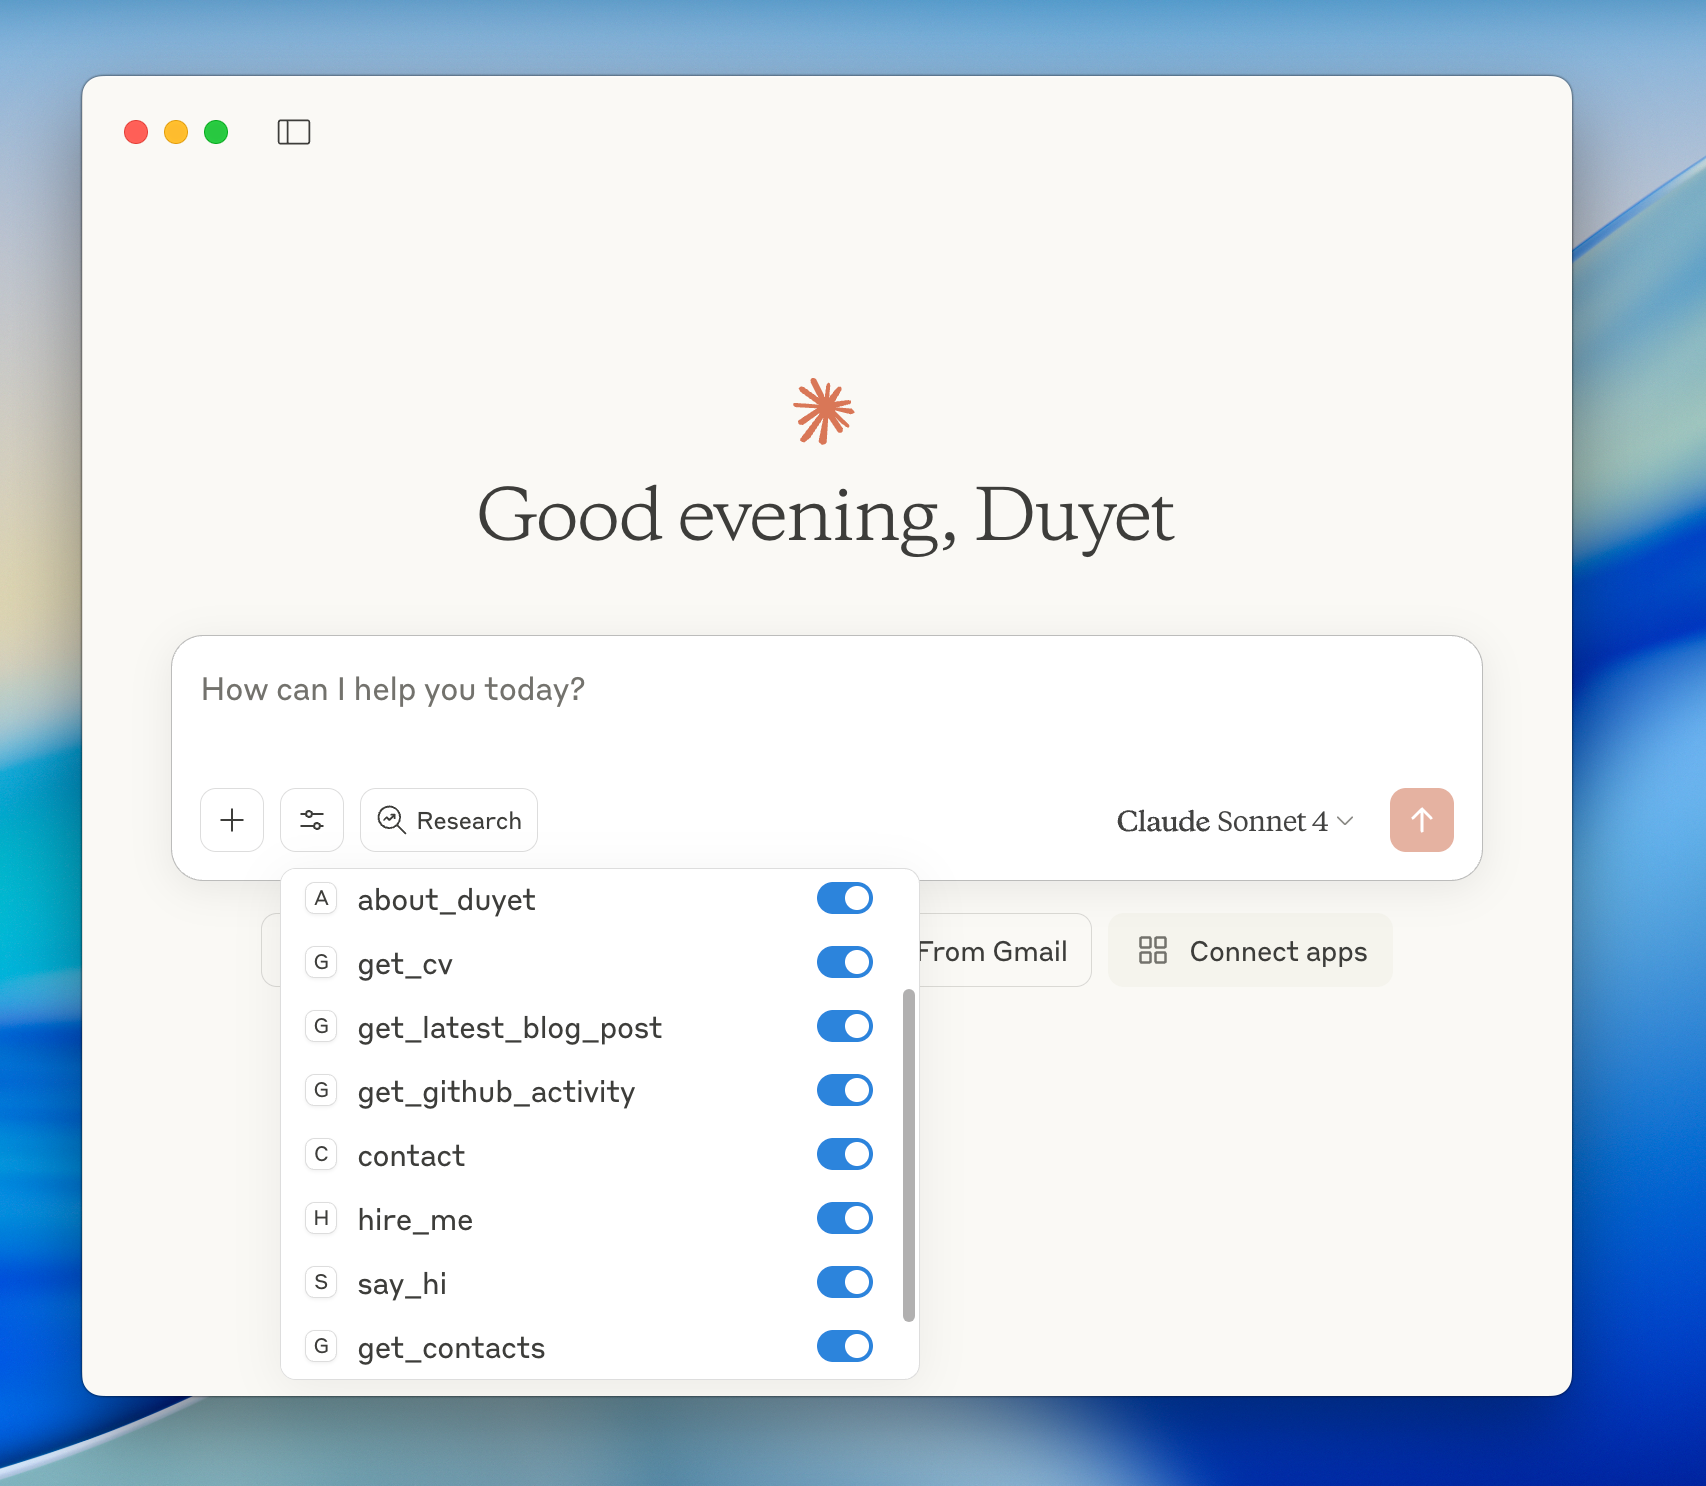 Good evening, Duyet
How can I help you today?
Research
Claude Sonnet 4
A about_duyet
G get_cv
G get_latest_blog_post
G get_github_activity
C contact
H hire_me
S say_hi
G get_contacts
From Gmail
Connect apps